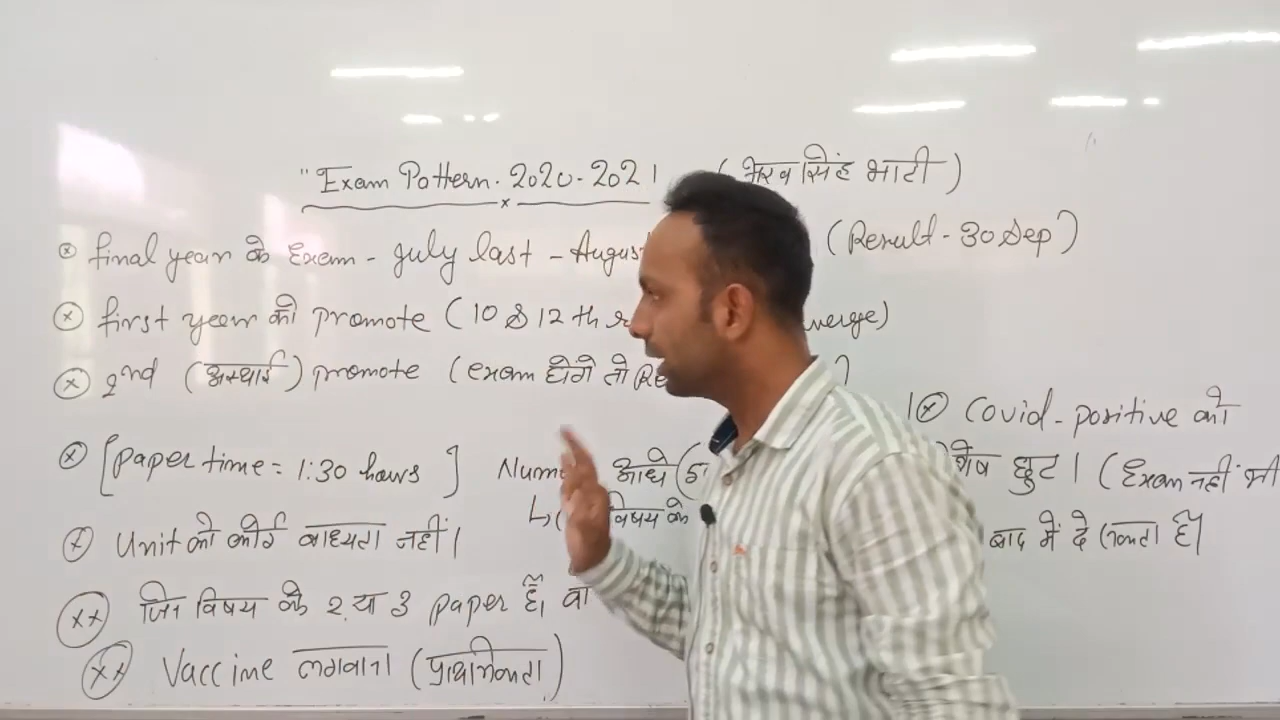 "Exam Pattern. 2020-2021 (भैरव सिंह भाटी)
final year के Exam - July last - August (Result - 30 Sep)
first year को promote (10 & 12 th
2nd (अस्थाई) promote (exam होंगे तो
[Paper time = 1:30 hours] आधे
विषय के
Unit की कोई बाध्यता नहीं।
जिस विषय के 2 या 3 paper हैं,
Vaccine लगवाना (प्राथमिकता)
Covid-positive को
छुट। (Exam नहीं भी
बाद में दे सकता है।